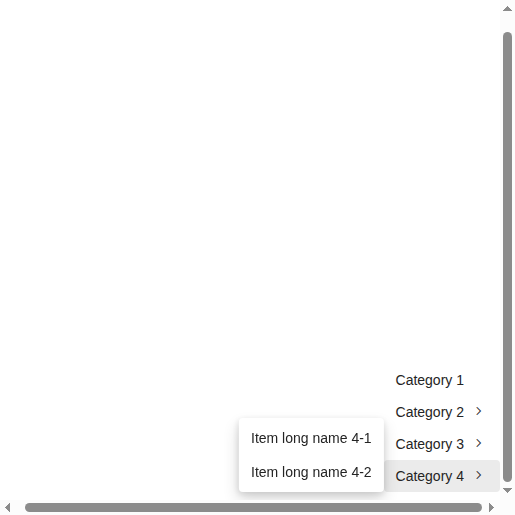 Category 1
Category 2
Category 3
Category 4
Item long name 4-1
Item long name 4-2